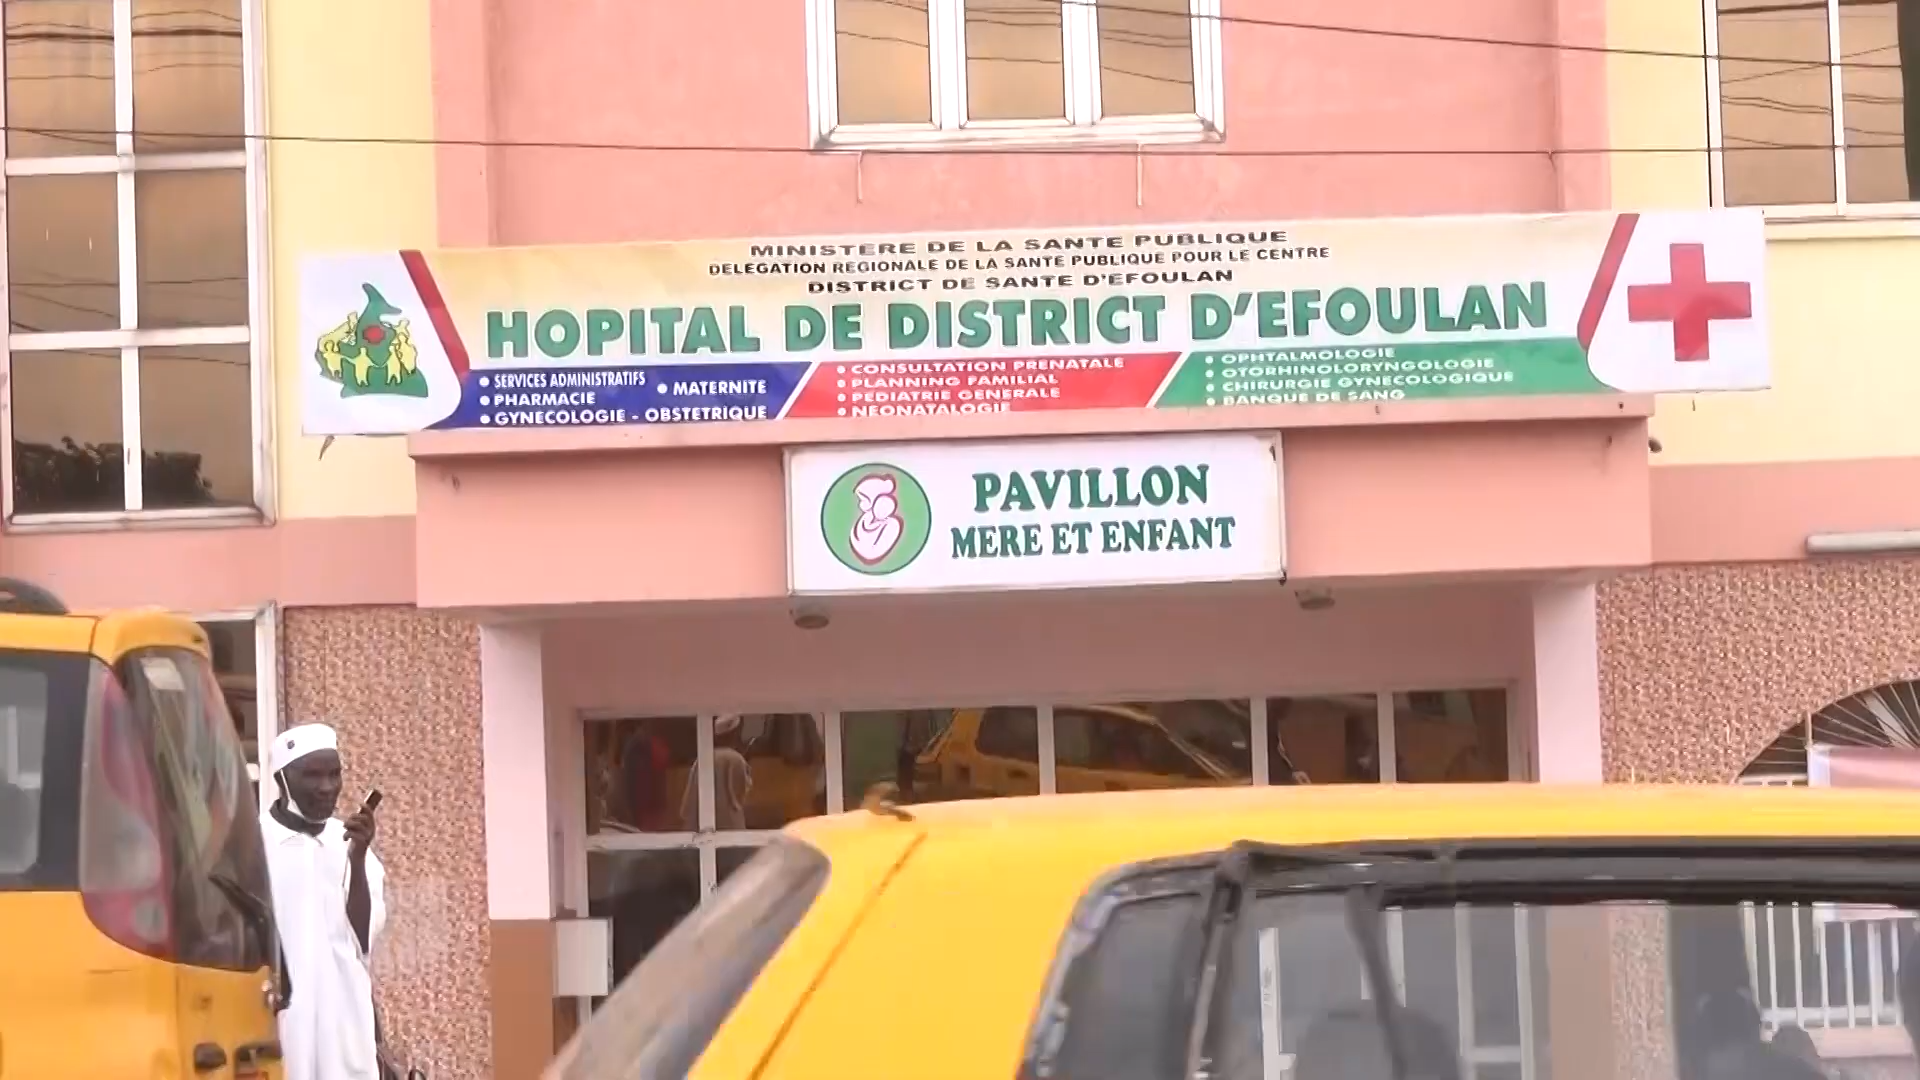 MINISTERE DE LA SANTE PUBLIQUE
DELEGATION REGIONALE DE LA SANTE PUBLIQUE POUR LE CENTRE
DISTRICT DE SANTE D'EFOULAN
HOPITAL DE DISTRICT D'EFOULAN
• SERVICES ADMINISTRATIFS
• PHARMACIE
• MATERNITE
• GYNECOLOGIE - OBSTETRIQUE
• CONSULTATION PRENATALE
• PLANNING FAMILIAL
• PEDIATRIE GENERALE
• NEONATALOGIE
• OPHTALMOLOGIE
• OTORHINOLORYNGOLOGIE
• CHIRURGIE GYNECOLOGIQUE
• BANQUE DE SANG
PAVILLON
MERE ET ENFANT